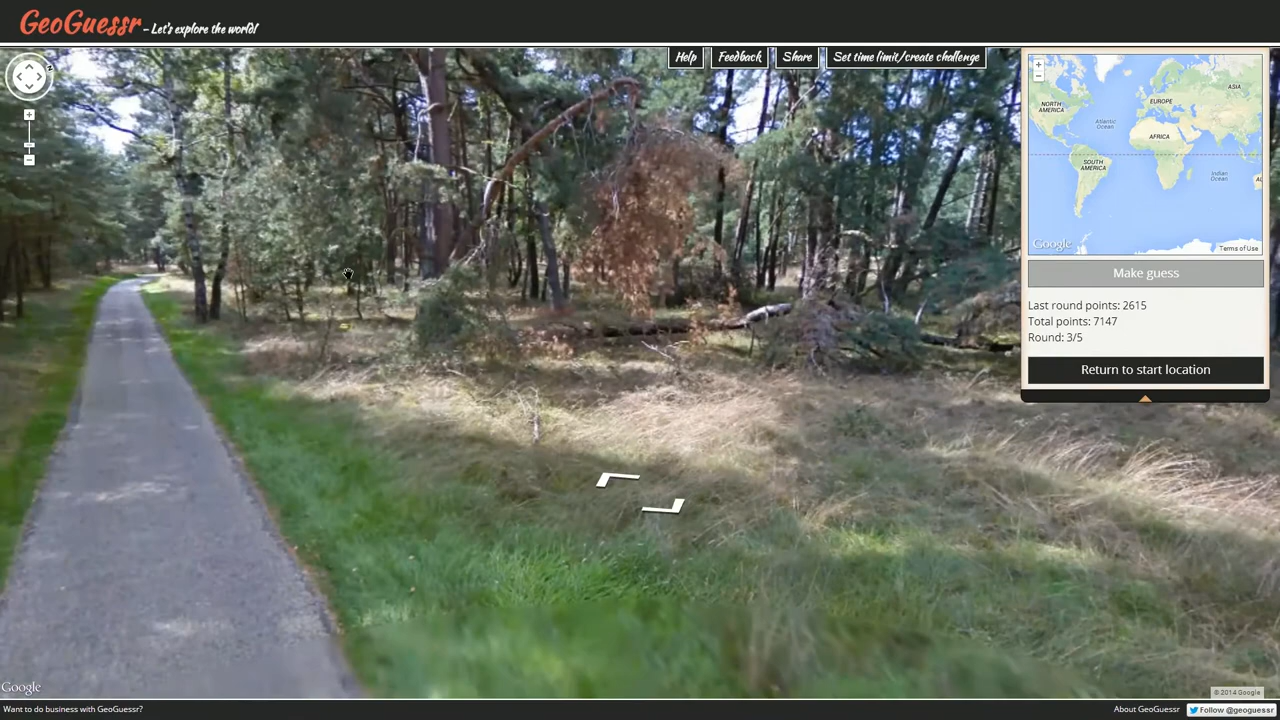 GeoGuessr – Let's explore the world!
Help
Feedback
Share
Set time limit/create challenge
NORTH AMERICA
Atlantic Ocean
EUROPE
ASIA
AFRICA
SOUTH AMERICA
Indian Ocean
Google
Terms of Use
Make guess
Last round points: 2615
Total points: 7147
Round: 3/5
Return to start location
Google
© 2014 Google
Want to do business with GeoGuessr?
About GeoGuessr
Follow @geoguessr